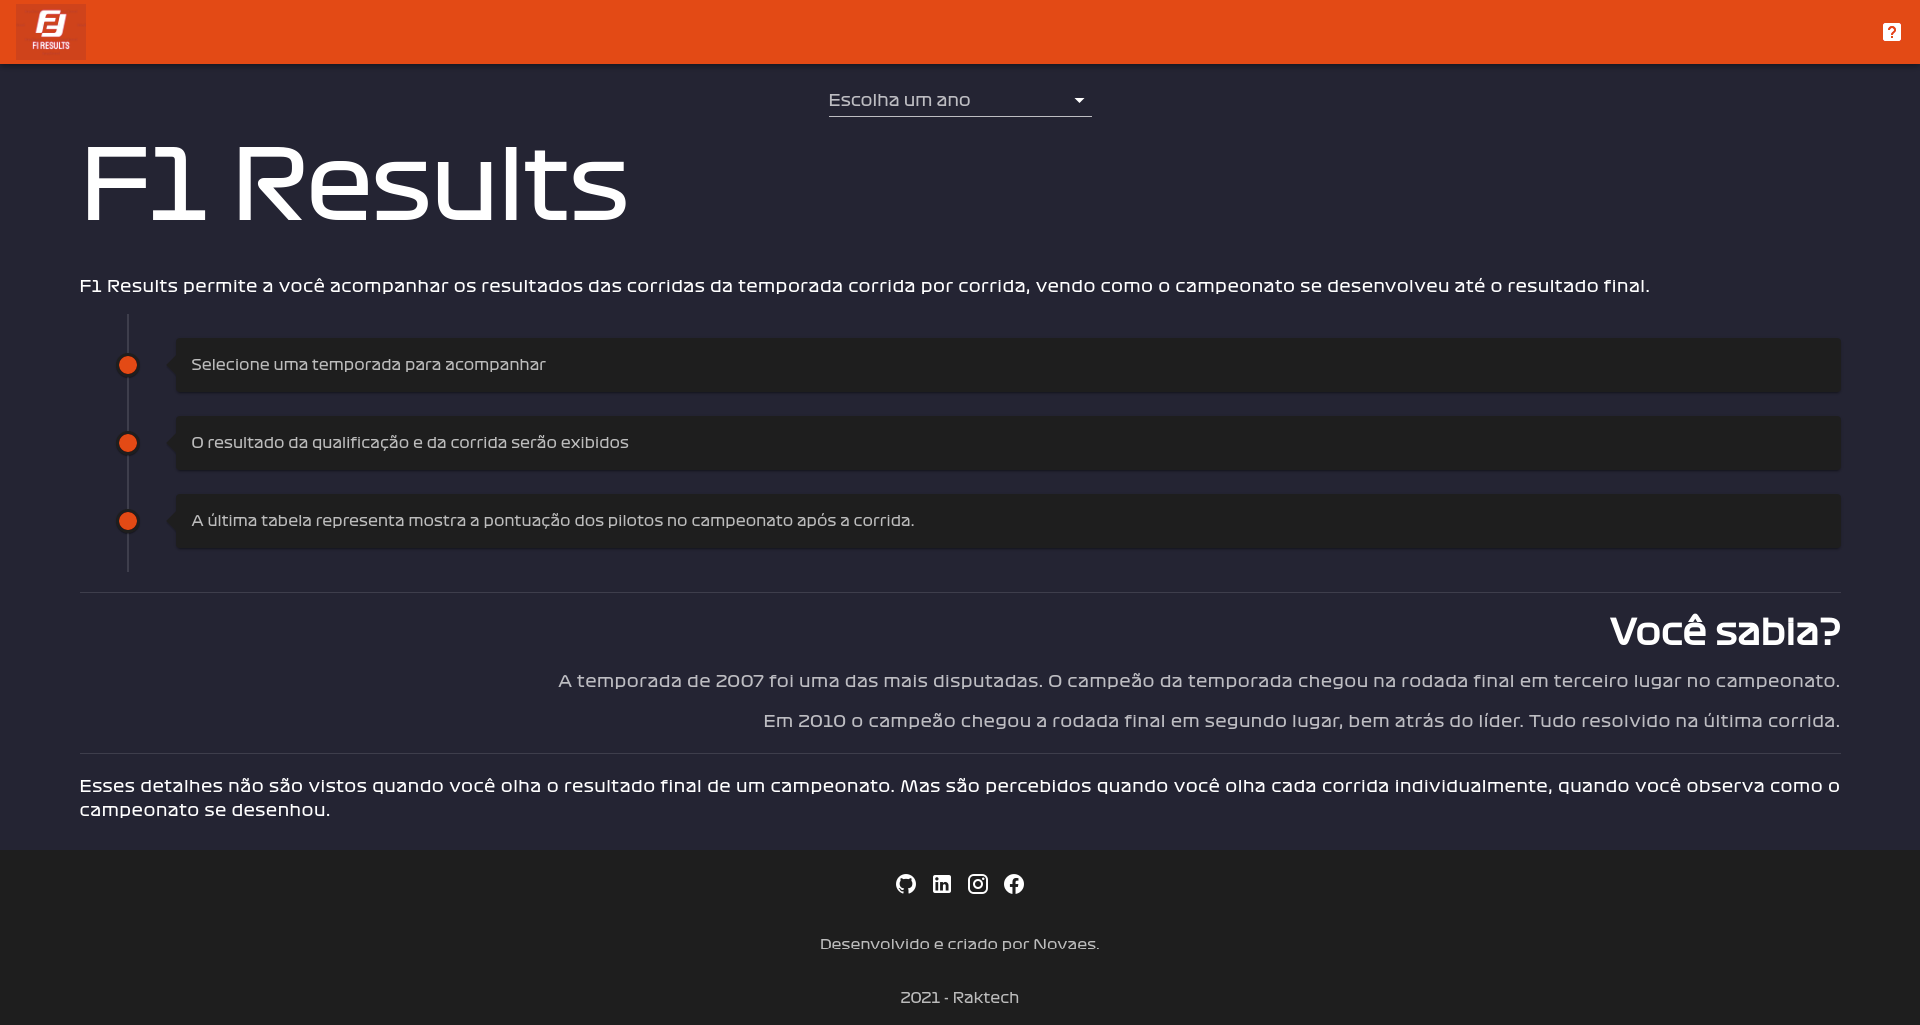 F1 RESULTS
Escolha um ano
F1 Results
F1 Results permite a você acompanhar os resultados das corridas da temporada corrida por corrida, vendo como o campeonato se desenvolveu até o resultado final.
Selecione uma temporada para acompanhar
O resultado da qualificação e da corrida serão exibidos
A última tabela representa mostra a pontuação dos pilotos no campeonato após a corrida.
Você sabia?
A temporada de 2007 foi uma das mais disputadas. O campeão da temporada chegou na rodada final em terceiro lugar no campeonato.
Em 2010 o campeão chegou a rodada final em segundo lugar, bem atrás do líder. Tudo resolvido na última corrida.
Esses detalhes não são vistos quando você olha o resultado final de um campeonato. Mas são percebidos quando você olha cada corrida individualmente, quando você observa como o
campeonato se desenhou.
Desenvolvido e criado por Novaes.
2021 - Raktech